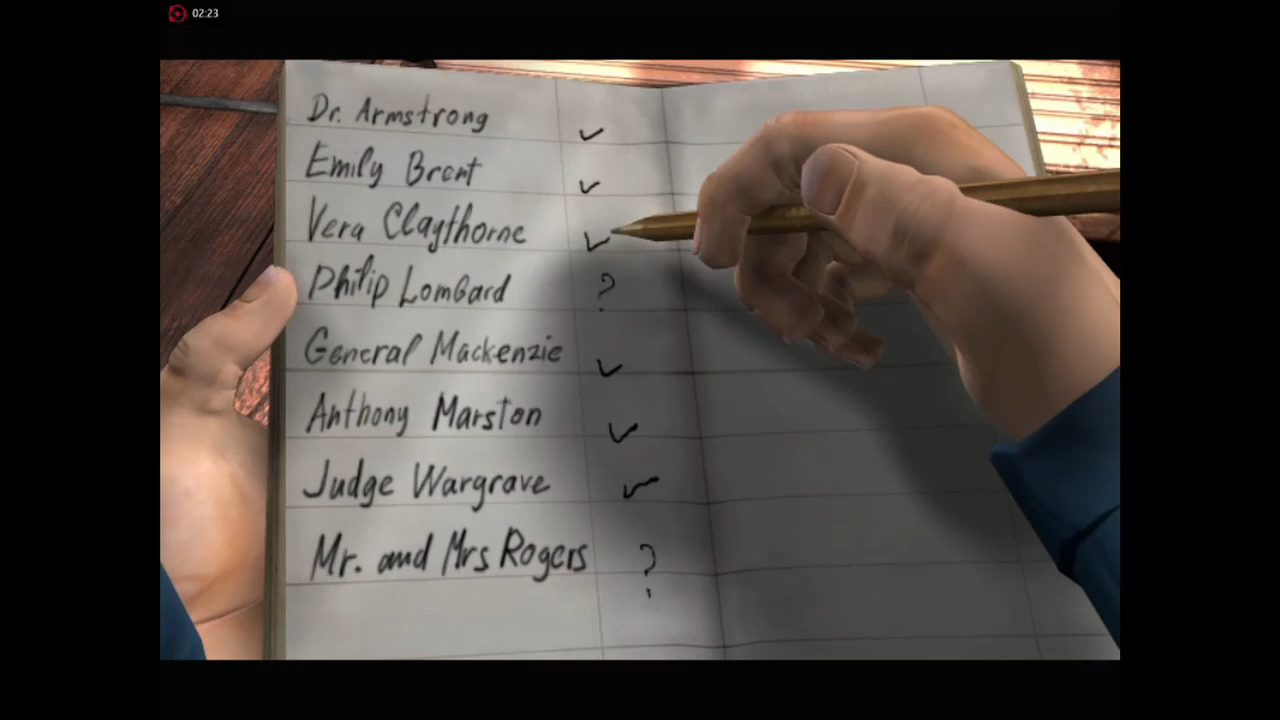 02:23
Dr. Armstrong ✓
Emily Brent ✓
Vera Claythorne ✓
Philip Lombard ?
General Mackenzie ✓
Anthony Marston ✓
Judge Wargrave ✓
Mr. and Mrs Rogers ?